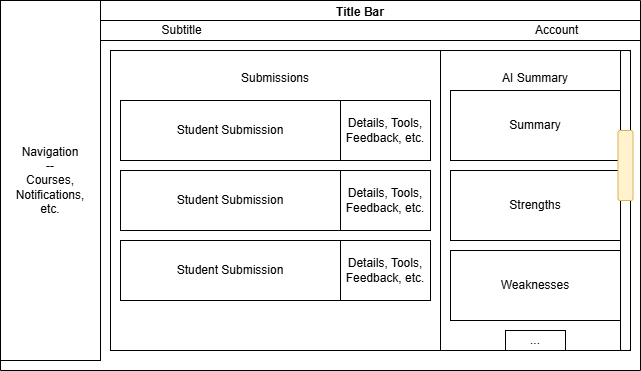 Title Bar
Subtitle
Account
Navigation
--
Courses,
Notifications,
etc.
Submissions
Student Submission
Details, Tools,
Feedback, etc.
Student Submission
Details, Tools,
Feedback, etc.
Student Submission
Details, Tools,
Feedback, etc.
AI Summary
Summary
Strengths
Weaknesses
...